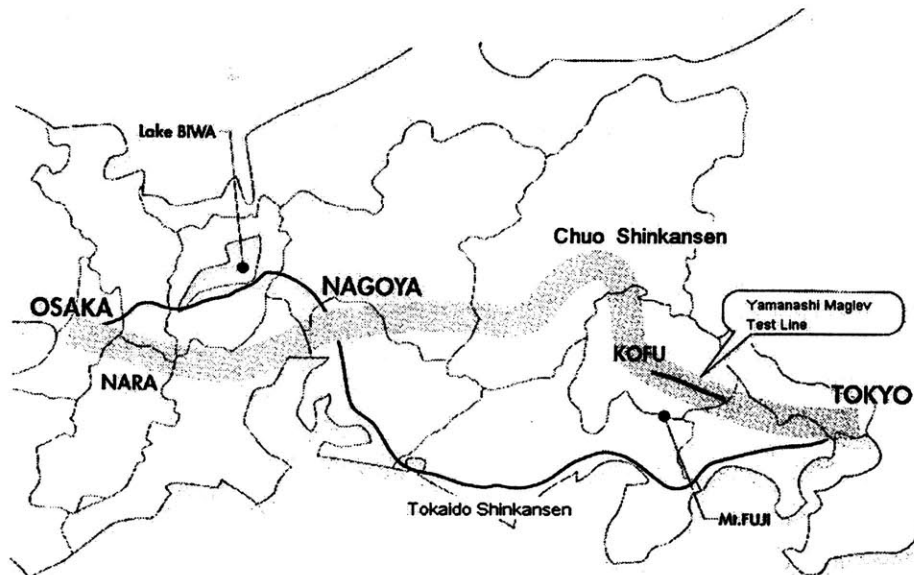 Lake BIWA
Chuo Shinkansen
NAGOYA
OSAKA
Yamanashi Maglev
Test Line
KOFU
NARA
TOKYO
Tokaido Shinkansen
Mt.FUJI